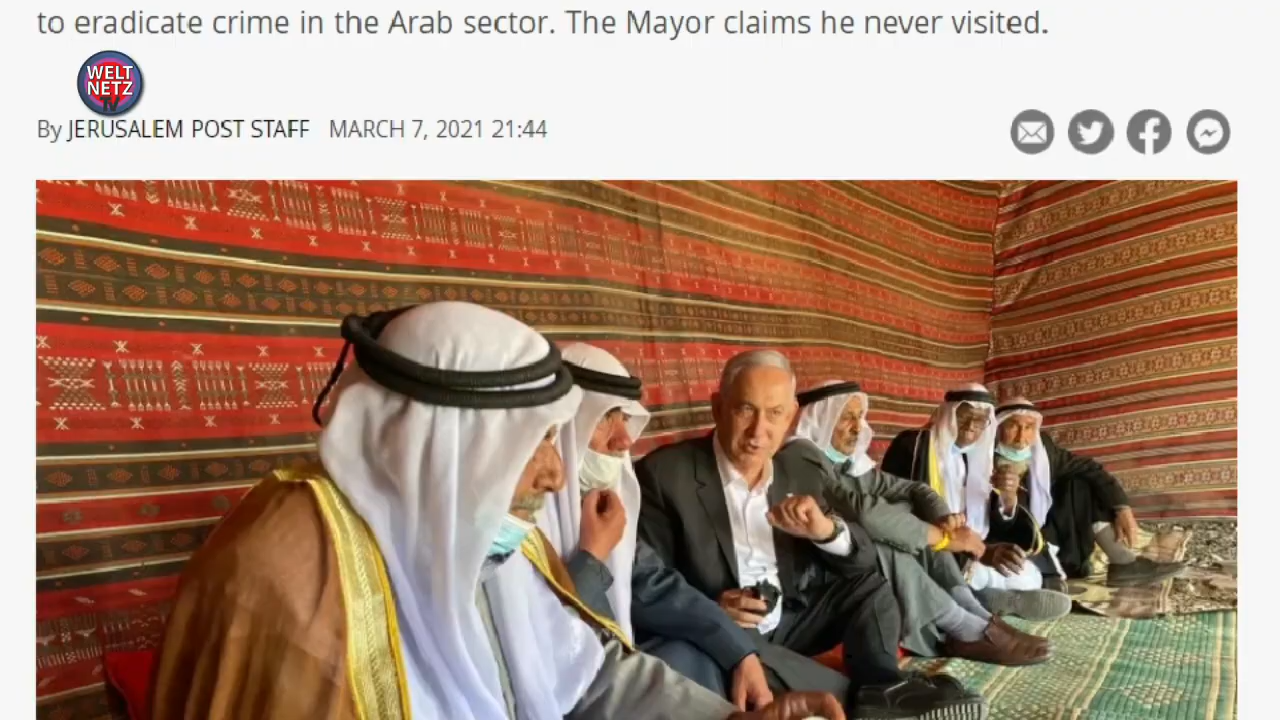 to eradicate crime in the Arab sector. The Mayor claims he never visited.
WELT
NETZ
TV
By JERUSALEM POST STAFF MARCH 7, 2021 21:44